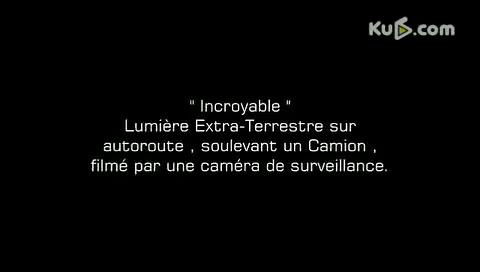 Ku6.com
" Incroyable "
Lumière Extra-Terrestre sur
autoroute , soulevant un Camion ,
filmé par une caméra de surveillance.